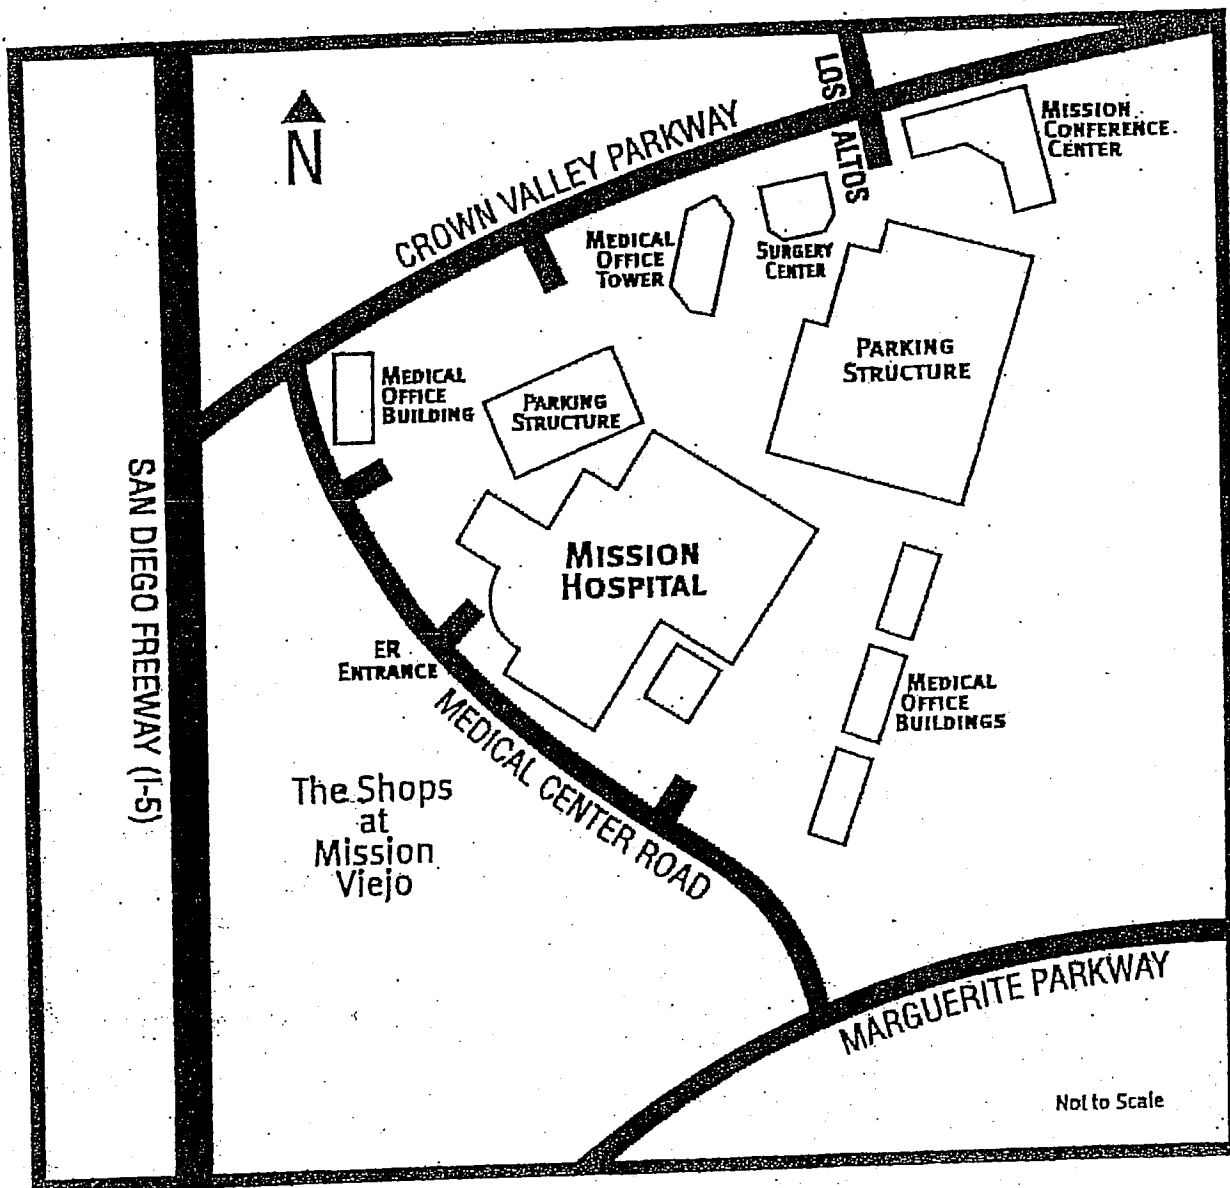 LOS
ALTOS
MISSION
CONFERENCE
CENTER
N
CROWN VALLEY PARKWAY
MEDICAL
OFFICE
TOWER
SURGERY
CENTER
PARKING
STRUCTURE
MEDICAL
OFFICE
BUILDING
PARKING
STRUCTURE
SAN DIEGO FREEWAY (I-5)
MISSION
HOSPITAL
ER
ENTRANCE
MEDICAL
OFFICE
BUILDINGS
MEDICAL CENTER ROAD
The Shops
at
Mission
Viejo
MARGUERITE PARKWAY
Not to Scale